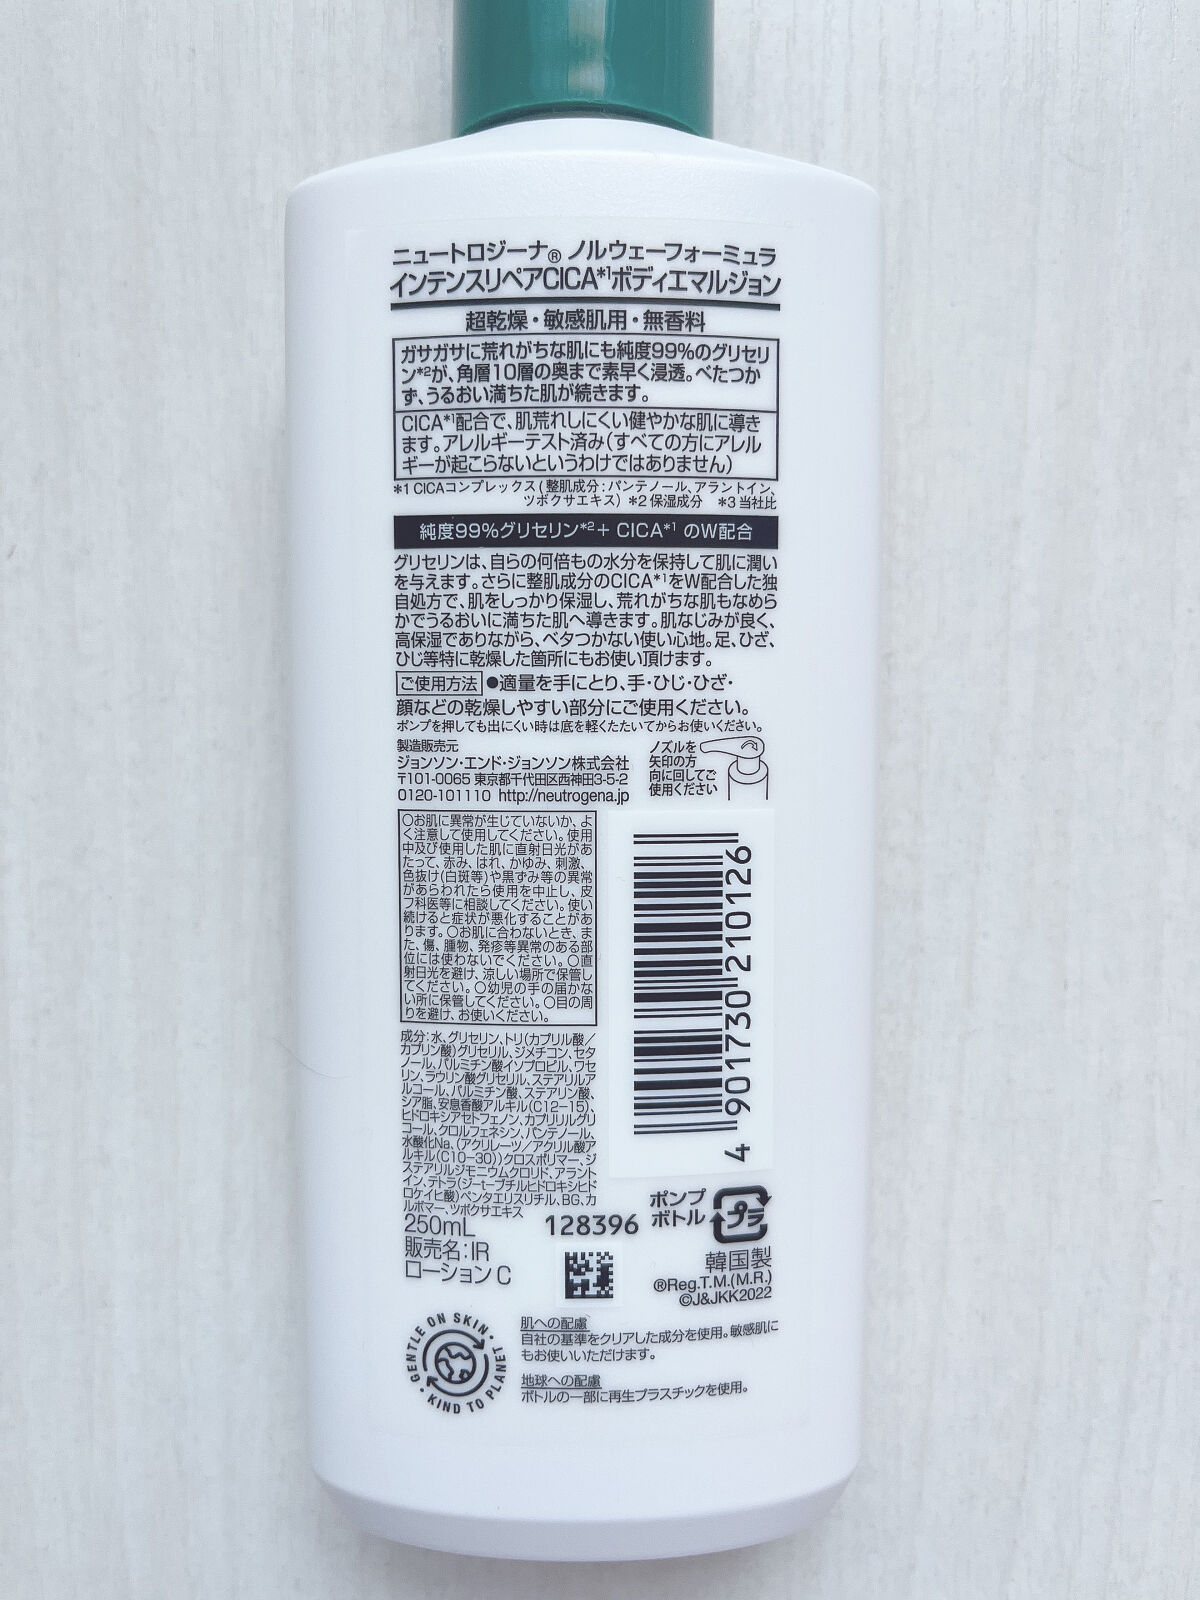 ニュートロジーナ® ノルウェーフォーミュラ
インテンスリペアCICA*1ボディエマルジョン
超乾燥・敏感肌用・無香料
ガサガサに荒れがちな肌にも純度99%のグリセリ
ン*2が、角層10層の奥まで素早く浸透。べたつか
ず、うるおい満ちた肌が続きます。
CICA*1配合で、肌荒れしにくい健やかな肌に導き
ます。アレルギーテスト済み(すべての方にアレル
ギーが起こらないというわけではありません)
*1 CICAコンプレックス(整肌成分:パンテノール、アラントイン、
ツボクサエキス) *2 保湿成分 *3 当社比
純度99%グリセリン*2+ CICA*1 のW配合
グリセリンは、自らの何倍もの水分を保持して肌に潤い
を与えます。さらに整肌成分のCICA*1をW配合した独
自処方で、肌をしっかり保湿し、荒れがちな肌もなめら
かでうるおいに満ちた肌へ導きます。肌なじみが良く、
高保湿でありながら、ベタつかない使い心地。足、ひざ、
ひじ等特に乾燥した箇所にもお使い頂けます。
ご使用方法 ●適量を手にとり、手・ひじ・ひざ・
顔などの乾燥しやすい部分にご使用ください。
ポンプを押しても出にくい時は底を軽くたたいてからお使いください。
製造販売元
ジョンソン・エンド・ジョンソン株式会社
〒101-0065 東京都千代田区西神田3-5-2
0120-101110 http://neutrogena.jp
ノズルを
矢印の方
向に回してご
使用ください
○お肌に異常が生じていないか、よ
く注意して使用してください。使用
中及び使用した肌に直射日光があ
たって、赤み、はれ、かゆみ、刺激、
色抜け(白斑等)や黒ずみ等の異常
があらわれたら使用を中止し、皮
フ科医等に相談してください。使い
続けると症状が悪化することがあ
ります。○お肌に合わないとき、ま
た、傷、腫物、発疹等異常のある部
位には使わないでください。○直
射日光を避け、涼しい場所で保管し
てください。○幼児の手の届かな
い所に保管してください。○目の周
りを避け、お使いください。
4 901730 210126
成分:水、グリセリン、トリ(カプリル酸/
カプリン酸)グリセリル、ジメチコン、セタ
ノール、パルミチン酸イソプロピル、ワセ
リン、ラウリン酸グリセリル、ステアリルア
ルコール、パルミチン酸、ステアリン酸、
シア脂、安息香酸アルキル(C12-15)、
ヒドロキシアセトフェノン、カプリリルグリ
コール、クロルフェネシン、パンテノール、
水酸化Na、(アクリレーツ/アクリル酸ア
ルキル(C10-30))クロスポリマー、ジ
ステアリルジモニウムクロリド、アラント
イン、テトラ(ジ-t-ブチルヒドロキシヒド
ロケイヒ酸)ペンタエリスリチル、BG、カ
ルボマー、ツボクサエキス
250mL
販売名:IR
ローションC
128396
ポンプ
ボトル
プラ
韓国製
®Reg.T.M.(M.R.)
©J&JKK2022
GENTLE ON SKIN・
KIND TO PLANET・
肌への配慮
自社の基準をクリアした成分を使用。敏感肌に
もお使いいただけます。
地球への配慮
ボトルの一部に再生プラスチックを使用。